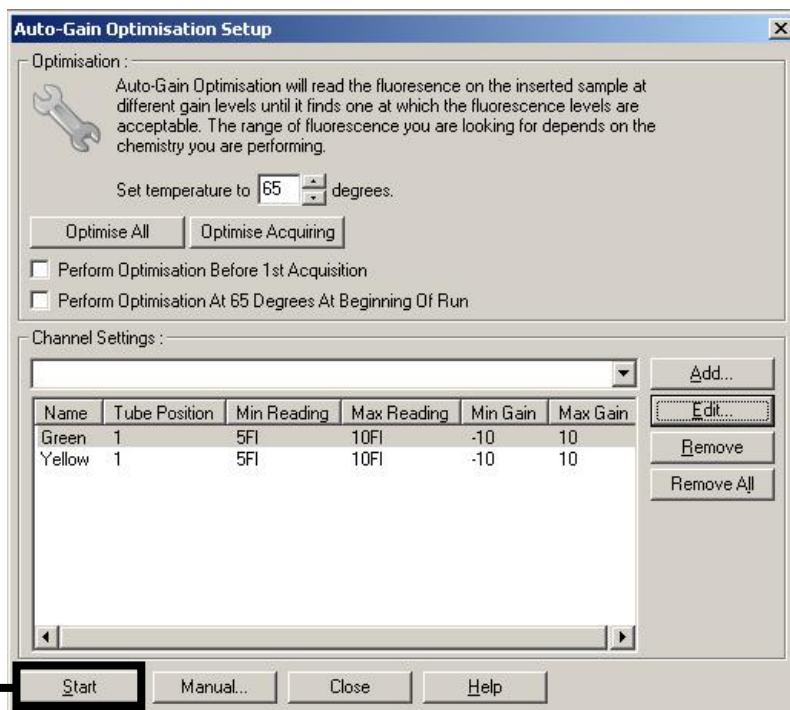 Auto-Gain Optimisation Setup
Optimisation :
Auto-Gain Optimisation will read the fluoresence on the inserted sample at
different gain levels until it finds one at which the fluorescence levels are
acceptable. The range of fluorescence you are looking for depends on the
chemistry you are performing.
Set temperature to 65 degrees.
Optimise All Optimise Acquiring
Perform Optimisation Before 1st Acquisition
Perform Optimisation At 65 Degrees At Beginning Of Run
Channel Settings :
Add...
Name Tube Position Min Reading Max Reading Min Gain Max Gain
Edit...
Green 1 5Fl 10Fl -10 10
Yellow 1 5Fl 10Fl -10 10
Remove
Remove All
Start Manual... Close Help